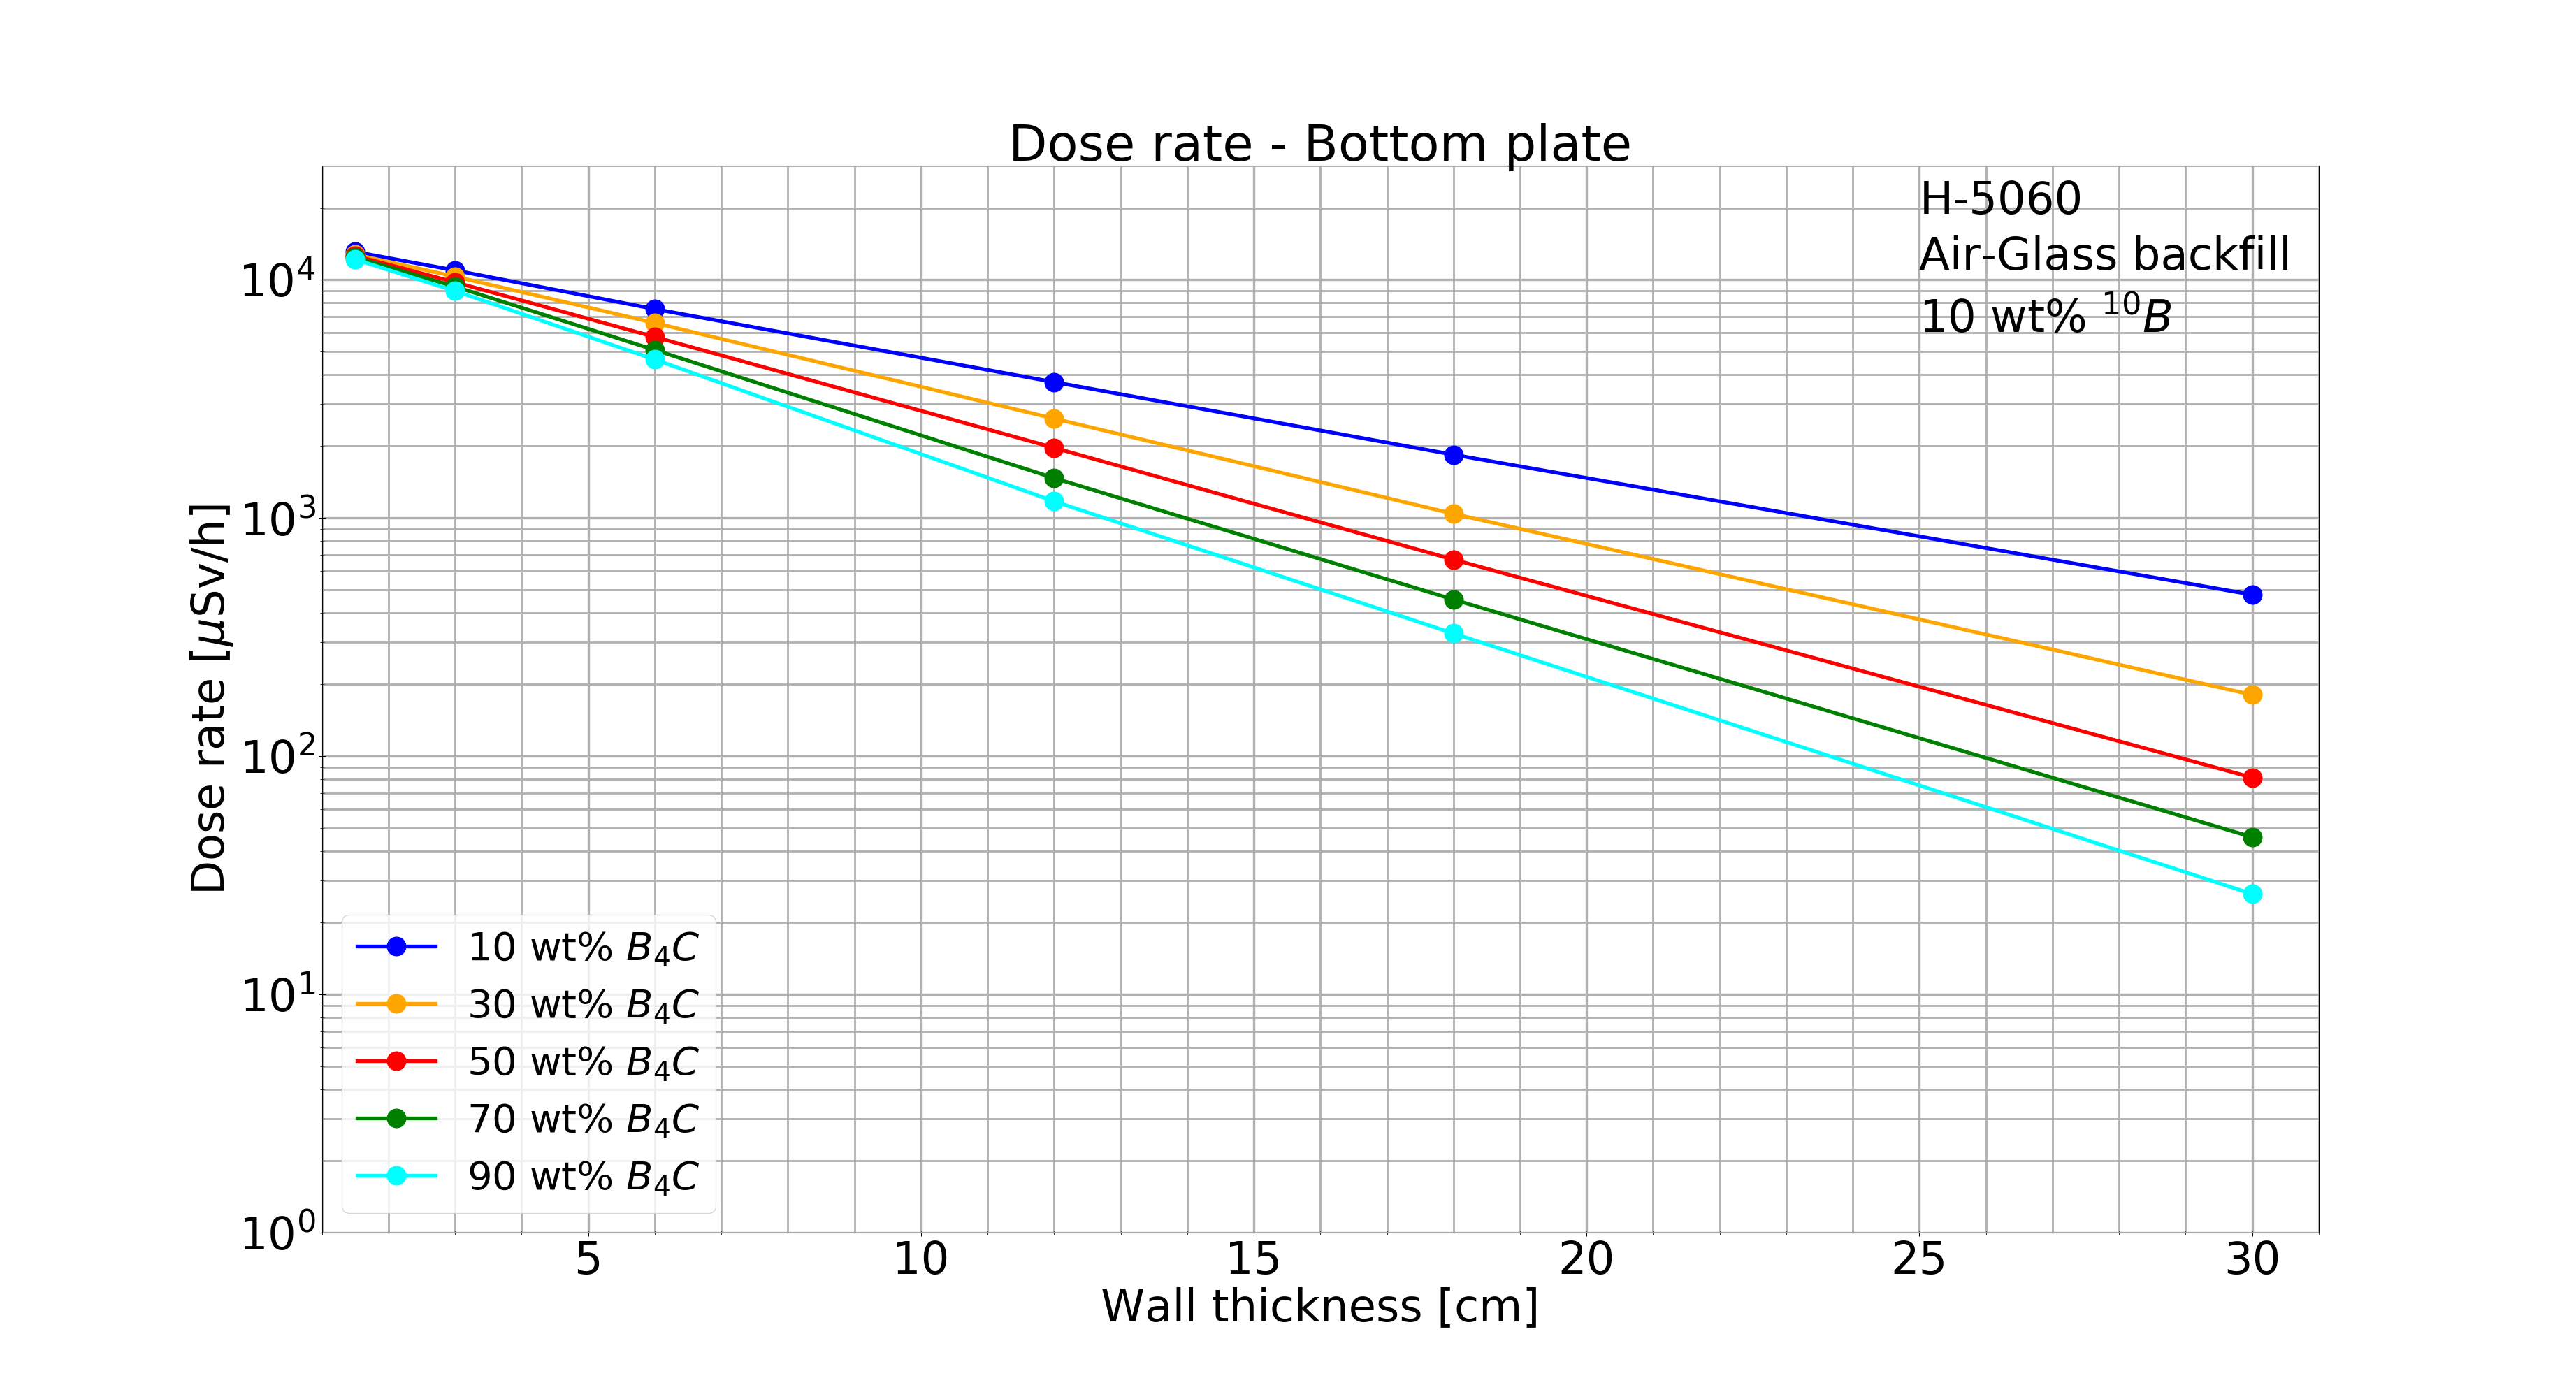 Dose rate - Bottom plate
H-5060
Air-Glass backfill
10 wt% ¹⁰B
Dose rate [μSv/h]
10⁴
10³
10²
10¹
10⁰
10 wt% B₄C
30 wt% B₄C
50 wt% B₄C
70 wt% B₄C
90 wt% B₄C
5 10 15 20 25 30
Wall thickness [cm]